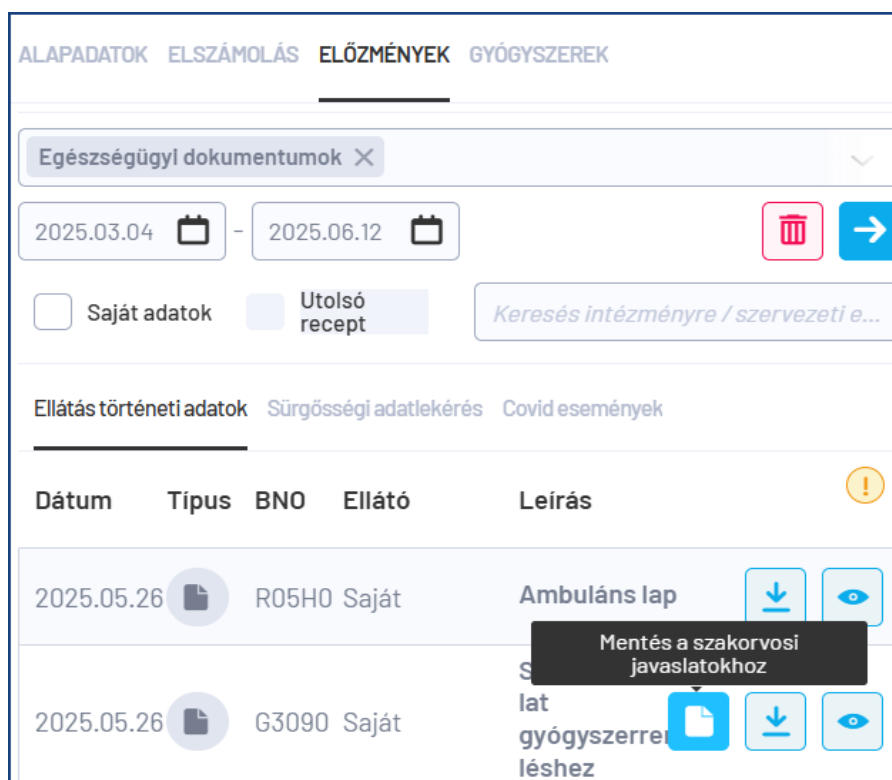 ALAPADATOK ELSZÁMOLÁS ELŐZMÉNYEK GYÓGYSZEREK
Egészségügyi dokumentumok
2025.03.04 - 2025.06.12
Saját adatok
Utolsó
recept
Keresés intézményre / szervezeti e...
Ellátás történeti adatok Sürgősségi adatlekérés Covid események
Dátum Típus BNO Ellátó Leírás
2025.05.26 R05H0 Saját Ambuláns lap
Mentés a szakorvosi
javaslatokhoz
2025.05.26 G3090 Saját
lat
léshez